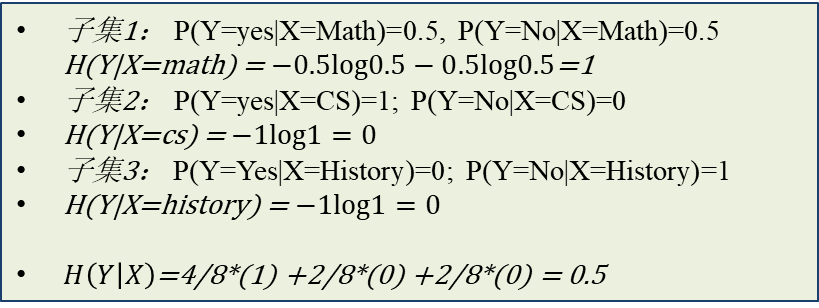 • 子集1： P(Y=yes|X=Math)=0.5, P(Y=No|X=Math)=0.5
H(Y|X=math) = −0.5log0.5 − 0.5log0.5=1
• 子集2： P(Y=yes|X=CS)=1; P(Y=No|X=CS)=0
• H(Y|X=cs) = −1log1 = 0
• 子集3： P(Y=Yes|X=History)=0; P(Y=No|X=History)=1
• H(Y|X=history) = −1log1 = 0
• H(Y|X)=4/8*(1) +2/8*(0) +2/8*(0) = 0.5